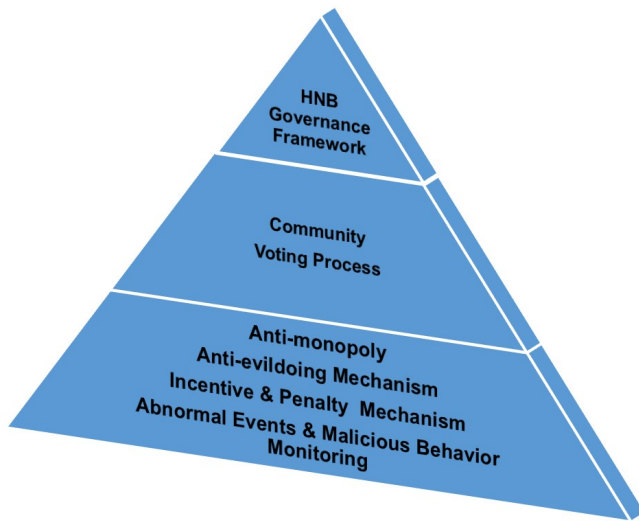 HNB
Governance
Framework
Community
Voting Process
Anti-monopoly
Anti-evildoing Mechanism
Incentive & Penalty Mechanism
Abnormal Events & Malicious Behavior
Monitoring